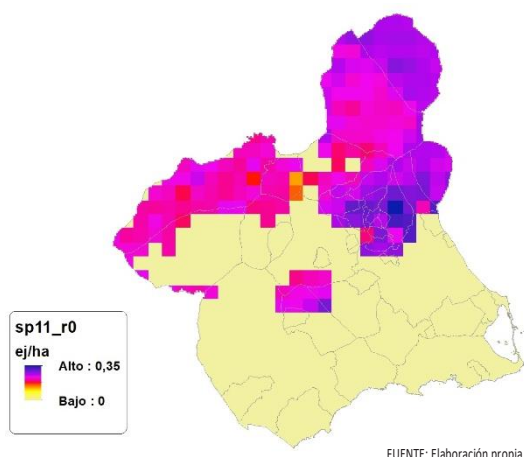 sp11_r0
ej/ha
Alto : 0,35
Bajo : 0
FUENTE: Elaboración propia